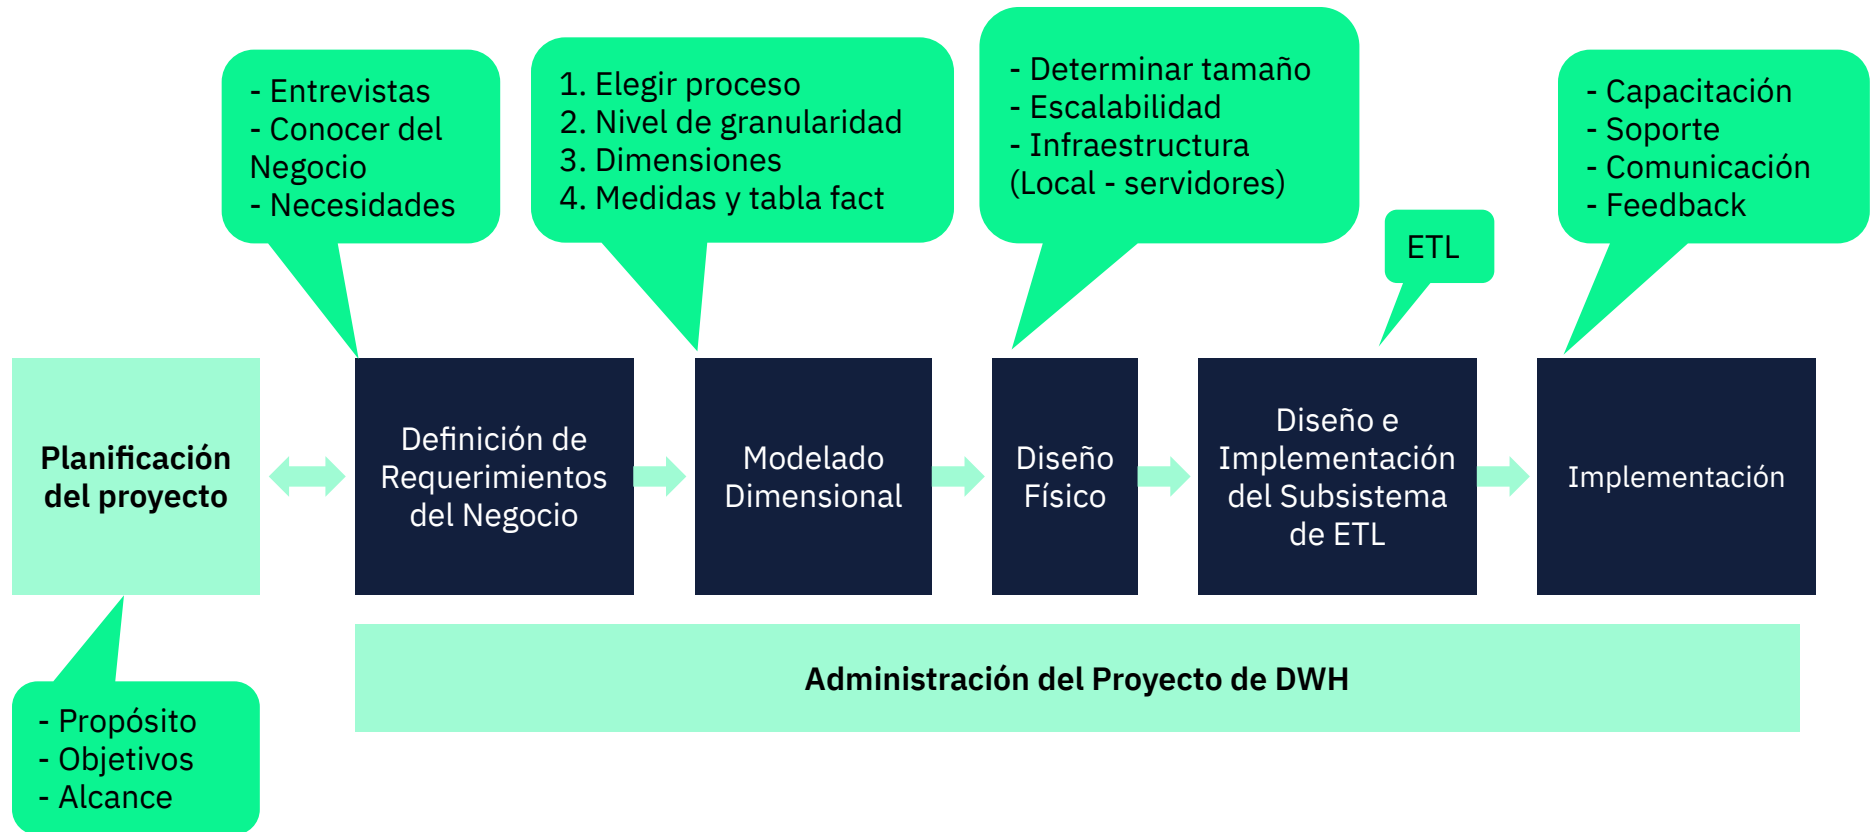 - Entrevistas
- Conocer del
Negocio
- Necesidades
1. Elegir proceso
2. Nivel de granularidad
3. Dimensiones
4. Medidas y tabla fact
- Determinar tamaño
- Escalabilidad
- Infraestructura
(Local - servidores)
ETL
- Capacitación
- Soporte
- Comunicación
- Feedback
Planificación
del proyecto
Definición de
Requerimientos
del Negocio
Modelado
Dimensional
Diseño
Físico
Diseño e
Implementación
del Subsistema
de ETL
Implementación
Administración del Proyecto de DWH
- Propósito
- Objetivos
- Alcance